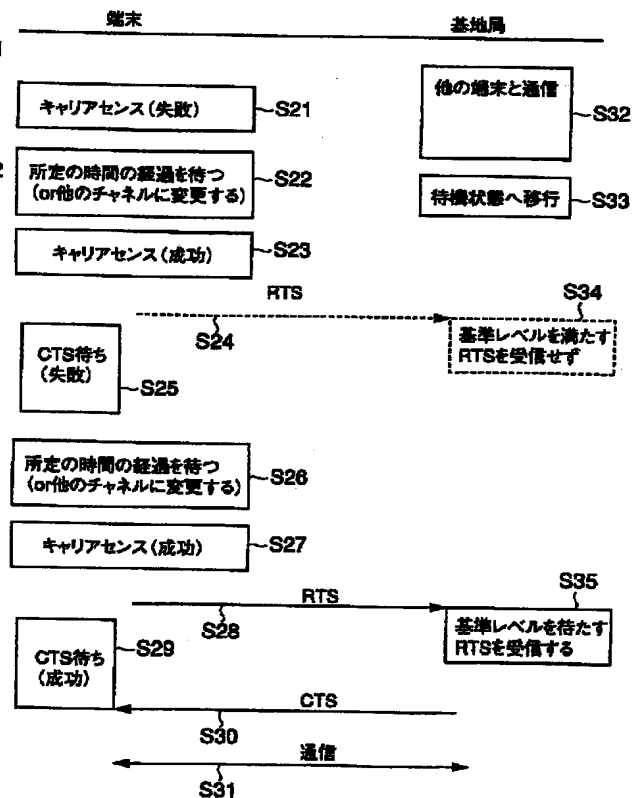 端末
基地局
キャリアセンス(失敗)
S21
他の端末と通信
S32
所定の時間の経過を待つ
(or他のチャネルに変更する)
S22
待機状態へ移行
S33
キャリアセンス(成功)
S23
RTS
S24
S34
基準レベルを満たす
RTSを受信せず
CTS待ち
(失敗)
S25
所定の時間の経過を待つ
(or他のチャネルに変更する)
S26
キャリアセンス(成功)
S27
RTS
S28
S35
基準レベルを待たす
RTSを受信する
CTS待ち
(成功)
S29
CTS
S30
通信
S31